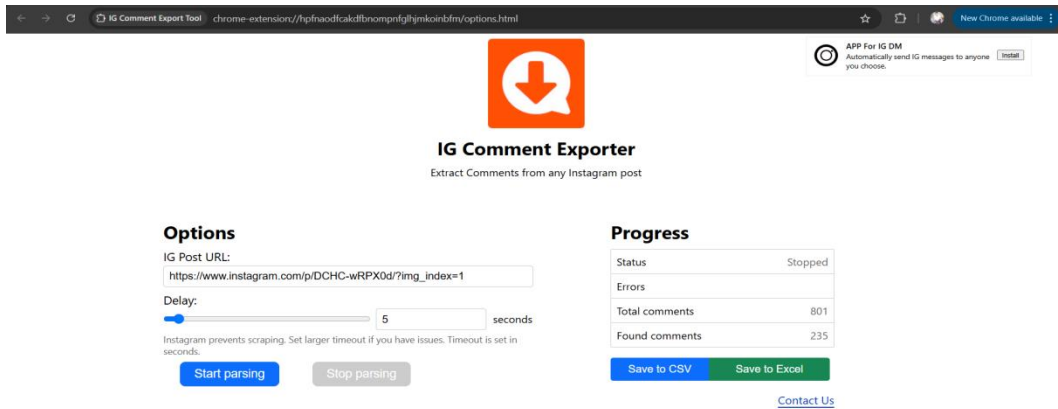 IG Comment Export Tool
chrome-extension://hpfnaodfcakdfbnompnfglhjmkoinbfm/options.html
New Chrome available
APP For IG DM
Automatically send IG messages to anyone
you choose.
Install
IG Comment Exporter
Extract Comments from any Instagram post
Options
IG Post URL:
https://www.instagram.com/p/DCHC-wRPX0d/?img_index=1
Delay:
5
seconds
Instagram prevents scraping. Set larger timeout if you have issues. Timeout is set in
seconds.
Start parsing
Stop parsing
Progress
Status Stopped
Errors
Total comments 801
Found comments 235
Save to CSV
Save to Excel
Contact Us